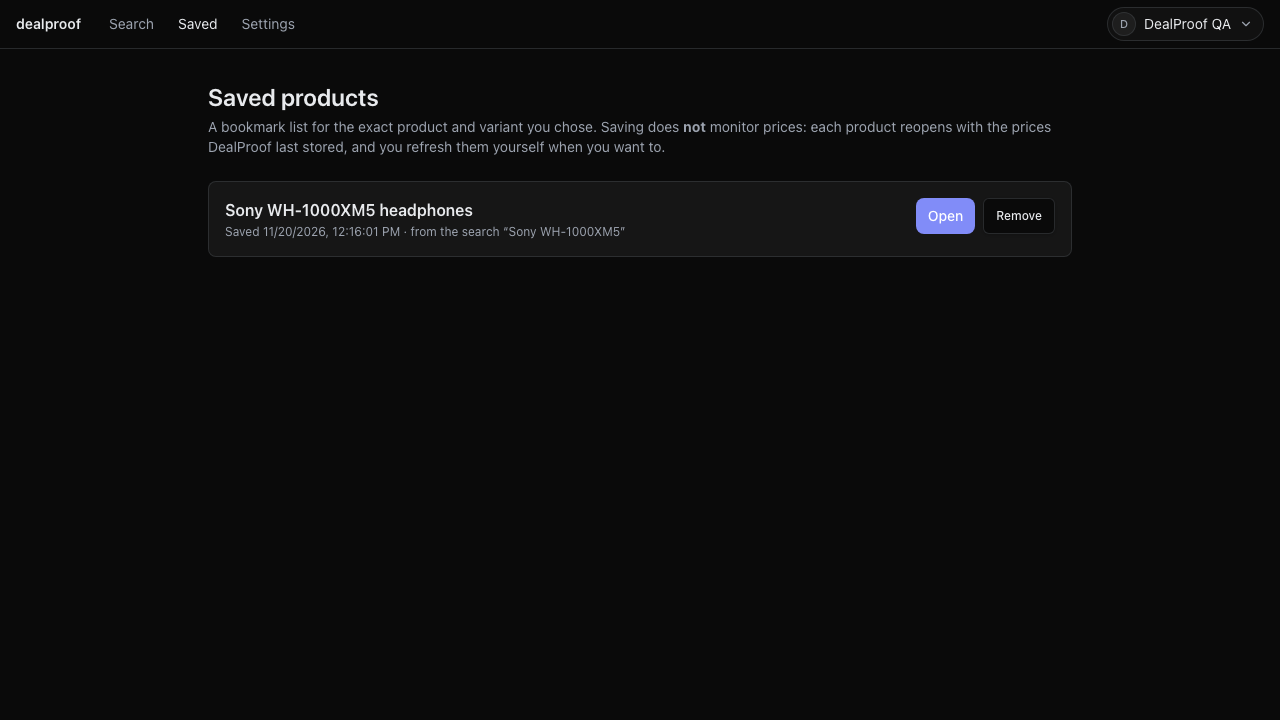 dealproof Search Saved Settings D DealProof QA
Saved products
A bookmark list for the exact product and variant you chose. Saving does not monitor prices: each product reopens with the prices
DealProof last stored, and you refresh them yourself when you want to.
Sony WH-1000XM5 headphones
Saved 11/20/2026, 12:16:01 PM · from the search “Sony WH-1000XM5”
Open Remove